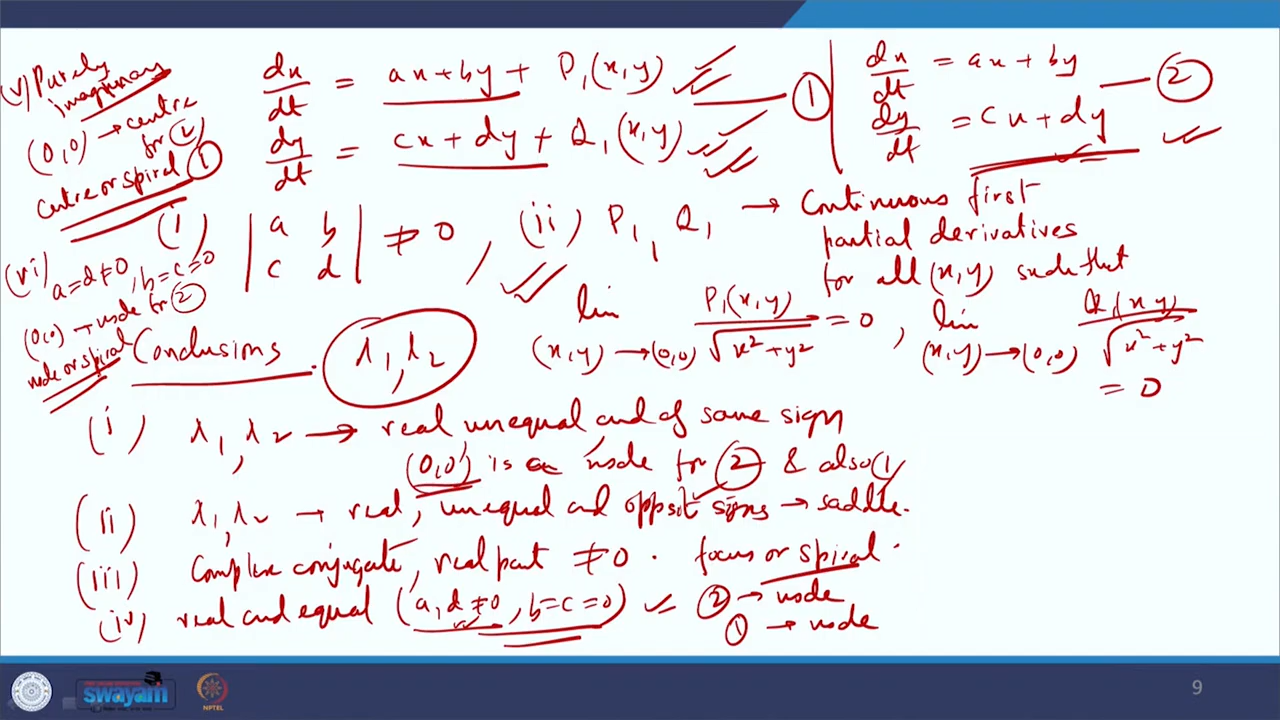 dx/dt = ax + by + P₁(x,y)
dy/dt = cx + dy + Q₁(x,y)
①
dx/dt = ax + by
dy/dt = cx + dy
②
(i) | a b ; c d | ≠ 0, (ii) P₁, Q₁ → Continuous first
partial derivatives
for all (x,y) such that
lim (x,y)→(0,0) P₁(x,y)/√x²+y² = 0, lim (x,y)→(0,0) Q₁(x,y)/√x²+y²
= 0
Conclusions. λ₁, λ₂
(i) λ₁, λ₂ → real unequal and of same sign
(0,0) is a node for ② & also ①
(ii) λ₁, λ₂ → real, unequal and opposit signs → saddle.
(iii) Complex conjugate, real part ≠ 0. focus or spiral.
(iv) real and equal (a, d ≠ 0, b = c = 0) ✓ ② → node
① → node
(v) Purely
imaginary
(0,0) → centre
for ②
centre or spiral ①
(vi) a = d ≠ 0, b = c = 0
(0,0) → node for ②
node or spiral
swayam
NPTEL
9